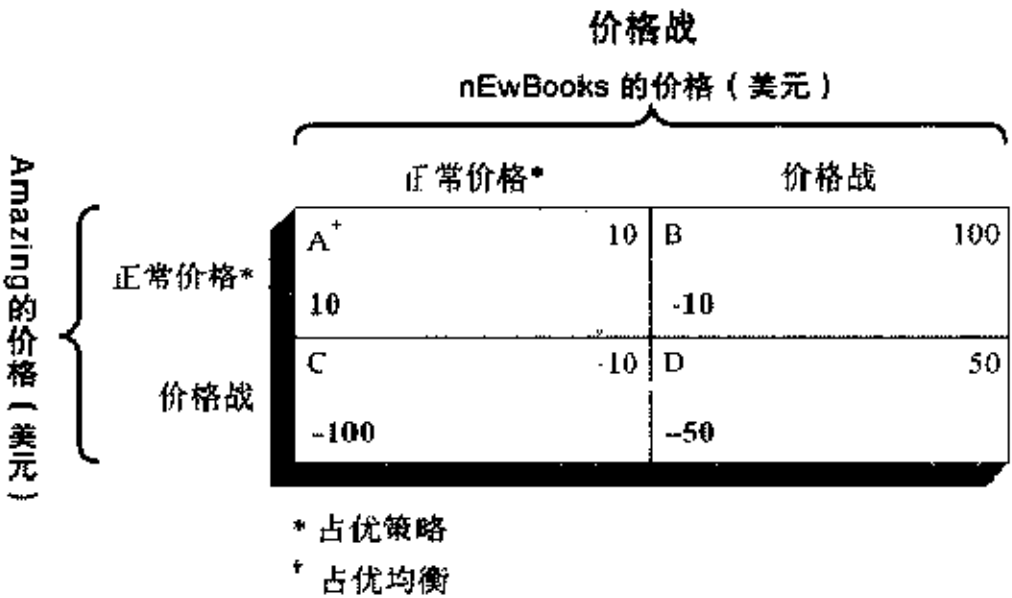 价格战
nEwBooks 的价格（美元）
正常价格* 价格战
Amazing的价格（美元）
正常价格*
A⁺ 10 B 100
10 -10
价格战
C -10 D 50
-100 -50
* 占优策略
⁺ 占优均衡